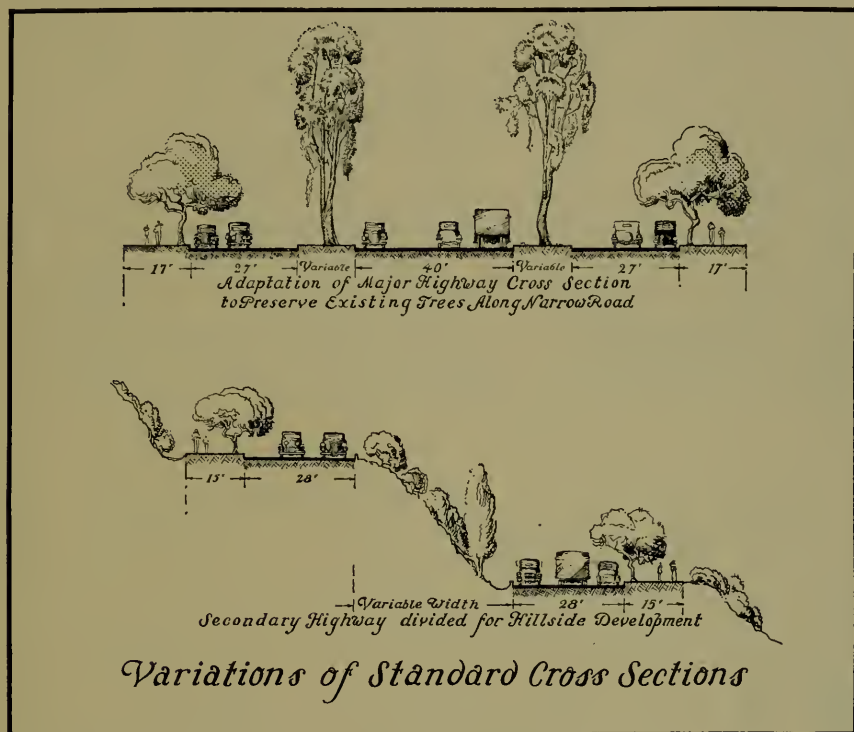 17' 27' Variable 40' Variable 27' 17'
Adaptation of Major Highway Cross Section
to Preserve Existing Trees Along Narrow Road
15' 28'
Variable Width 28' 15'
Secondary Highway divided for Hillside Development
Variations of Standard Cross Sections